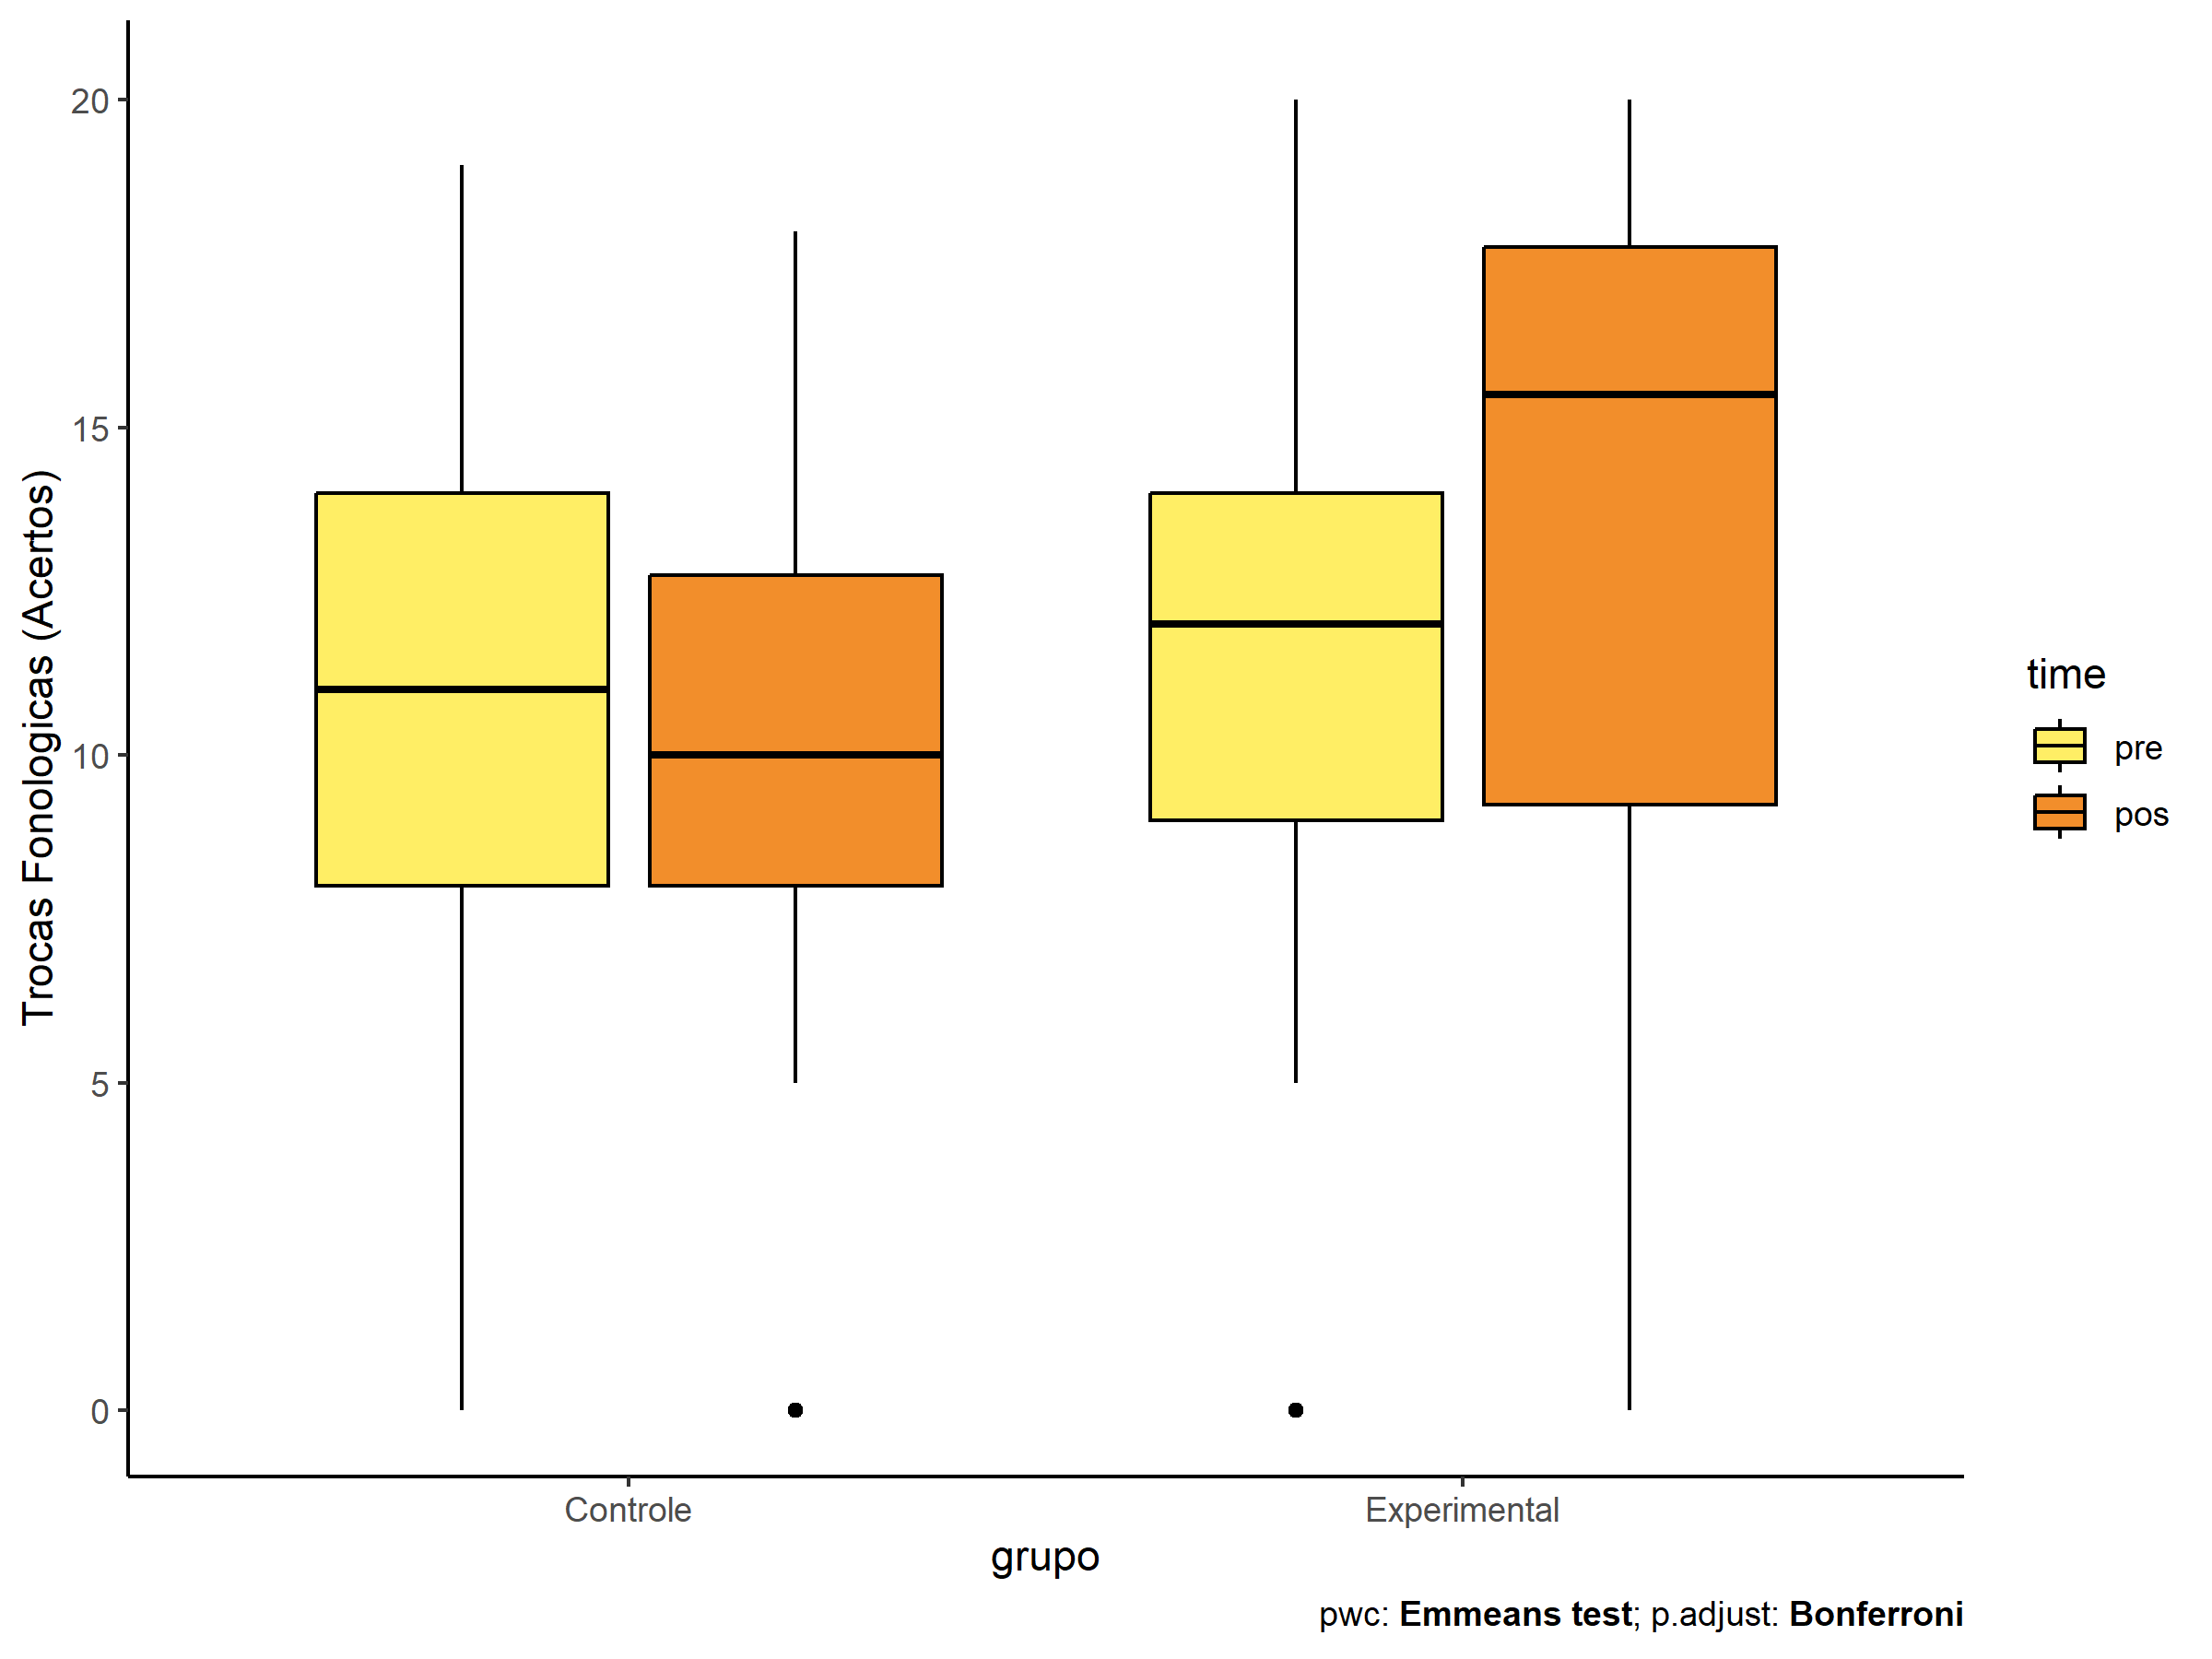 Trocas Fonologicas (Acertos)
20
15
10
5
0
Controle
Experimental
grupo
time
pre
pos
pwc: Emmeans test; p.adjust: Bonferroni